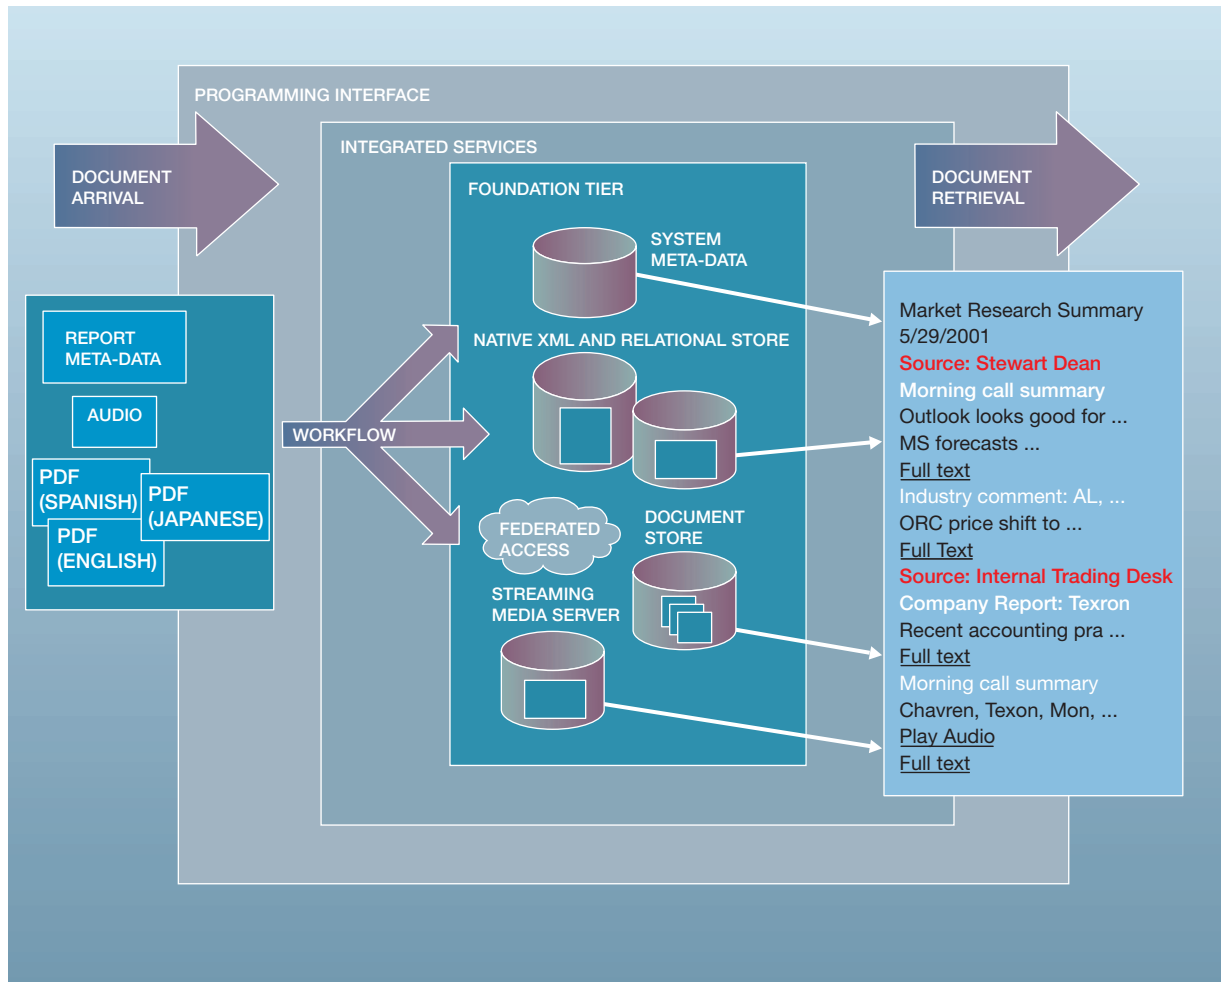 PROGRAMMING INTERFACE
INTEGRATED SERVICES
DOCUMENT
ARRIVAL
FOUNDATION TIER
DOCUMENT
RETRIEVAL
SYSTEM
META-DATA
REPORT
META-DATA
AUDIO
PDF
(SPANISH)
PDF
(JAPANESE)
PDF
(ENGLISH)
WORKFLOW
NATIVE XML AND RELATIONAL STORE
FEDERATED
ACCESS
DOCUMENT
STORE
STREAMING
MEDIA SERVER
Market Research Summary
5/29/2001
Source: Stewart Dean
Morning call summary
Outlook looks good for ...
MS forecasts ...
Full text
Industry comment: AL, ...
ORC price shift to ...
Full Text
Source: Internal Trading Desk
Company Report: Texron
Recent accounting pra ...
Full text
Morning call summary
Chavren, Texon, Mon, ...
Play Audio
Full text